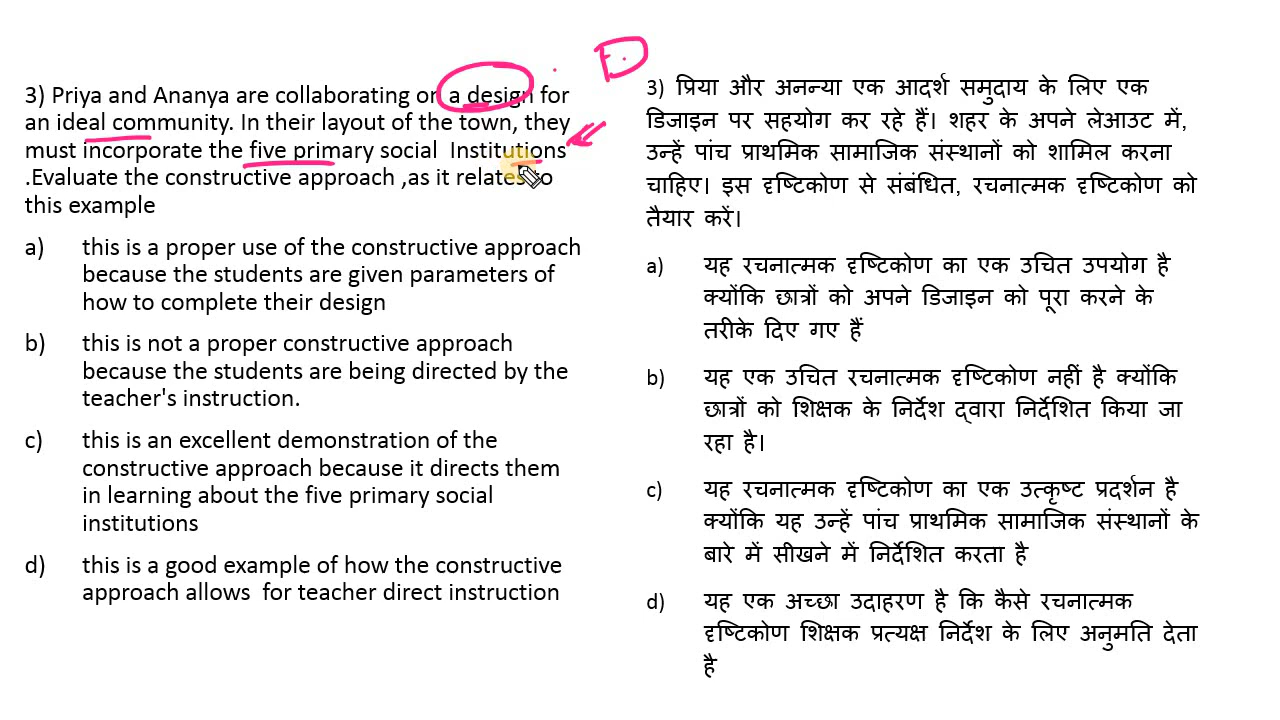 3) Priya and Ananya are collaborating on a design for
an ideal community. In their layout of the town, they
must incorporate the five primary social Institutions
.Evaluate the constructive approach ,as it relates to
this example
a) this is a proper use of the constructive approach
because the students are given parameters of
how to complete their design
b) this is not a proper constructive approach
because the students are being directed by the
teacher's instruction.
c) this is an excellent demonstration of the
constructive approach because it directs them
in learning about the five primary social
institutions
d) this is a good example of how the constructive
approach allows for teacher direct instruction
3) प्रिया और अनन्या एक आदर्श समुदाय के लिए एक
डिजाइन पर सहयोग कर रहे हैं। शहर के अपने लेआउट में,
उन्हें पांच प्राथमिक सामाजिक संस्थानों को शामिल करना
चाहिए। इस दृष्टिकोण से संबंधित, रचनात्मक दृष्टिकोण को
तैयार करें।
a) यह रचनात्मक दृष्टिकोण का एक उचित उपयोग है
क्योंकि छात्रों को अपने डिजाइन को पूरा करने के
तरीके दिए गए हैं
b) यह एक उचित रचनात्मक दृष्टिकोण नहीं है क्योंकि
छात्रों को शिक्षक के निर्देश द्वारा निर्देशित किया जा
रहा है।
c) यह रचनात्मक दृष्टिकोण का एक उत्कृष्ट प्रदर्शन है
क्योंकि यह उन्हें पांच प्राथमिक सामाजिक संस्थानों के
बारे में सीखने में निर्देशित करता है
d) यह एक अच्छा उदाहरण है कि कैसे रचनात्मक
दृष्टिकोण शिक्षक प्रत्यक्ष निर्देश के लिए अनुमति देता
है